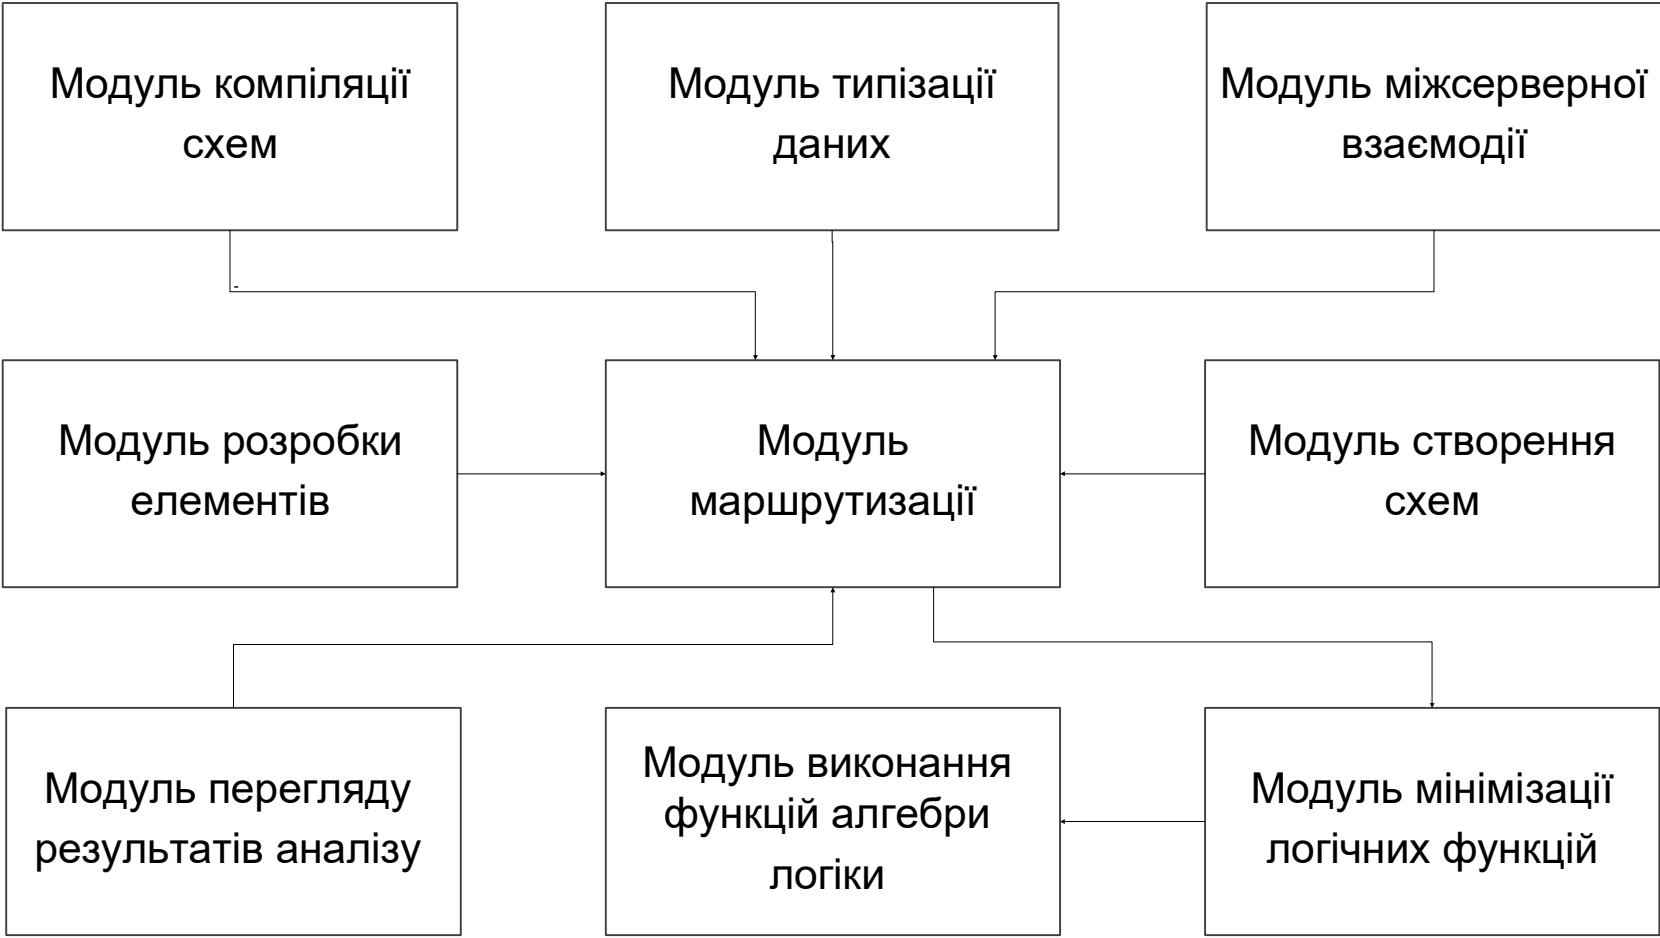 Модуль компіляції
схем
Модуль типізації
даних
Модуль міжсерверної
взаємодії
Модуль розробки
елементів
Модуль
маршрутизації
Модуль створення
схем
Модуль перегляду
результатів аналізу
Модуль виконання
функцій алгебри
логіки
Модуль мінімізації
логічних функцій